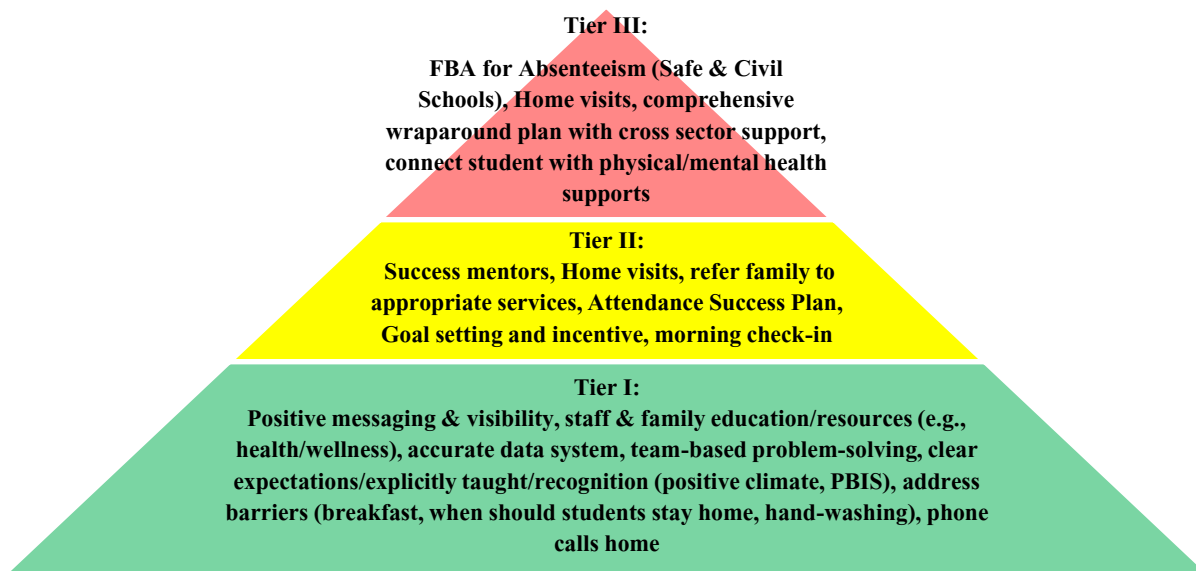 Tier III:
FBA for Absenteeism (Safe & Civil
Schools), Home visits, comprehensive
wraparound plan with cross sector support,
connect student with physical/mental health
supports
Tier II:
Success mentors, Home visits, refer family to
appropriate services, Attendance Success Plan,
Goal setting and incentive, morning check-in
Tier I:
Positive messaging & visibility, staff & family education/resources (e.g.,
health/wellness), accurate data system, team-based problem-solving, clear
expectations/explicitly taught/recognition (positive climate, PBIS), address
barriers (breakfast, when should students stay home, hand-washing), phone
calls home